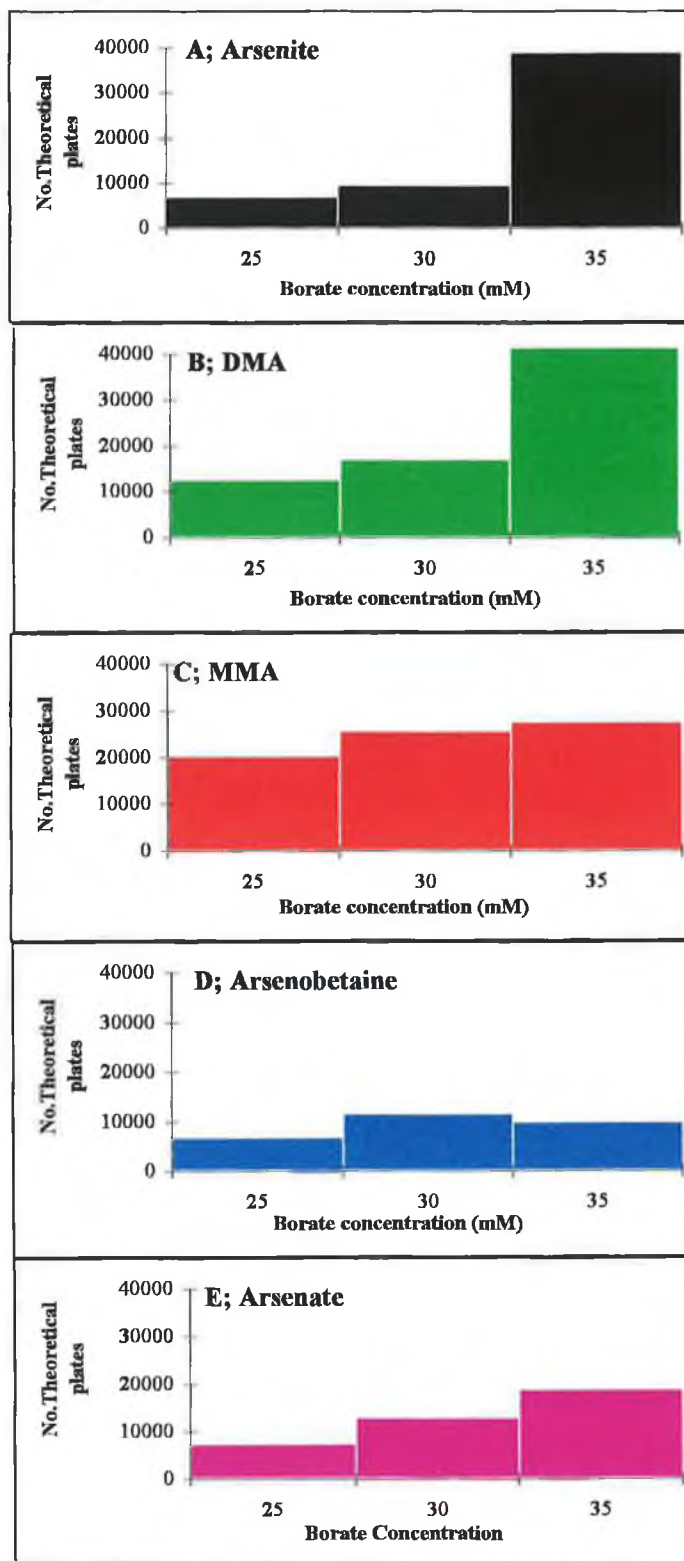 A; Arsenite
No.Theoretical
plates
40000
30000
20000
10000
0
25 30 35
Borate concentration (mM)
B; DMA
No.Theoretical
plates
40000
30000
20000
10000
0
25 30 35
Borate concentration (mM)
C; MMA
No.Theoretical
plates
40000
30000
20000
10000
0
25 30 35
Borate concentration (mM)
D; Arsenobetaine
No.Theoretical
plates
40000
30000
20000
10000
0
25 30 35
Borate concentration (mM)
E; Arsenate
No.Theoretical
plates
40000
30000
20000
10000
0
25 30 35
Borate Concentration